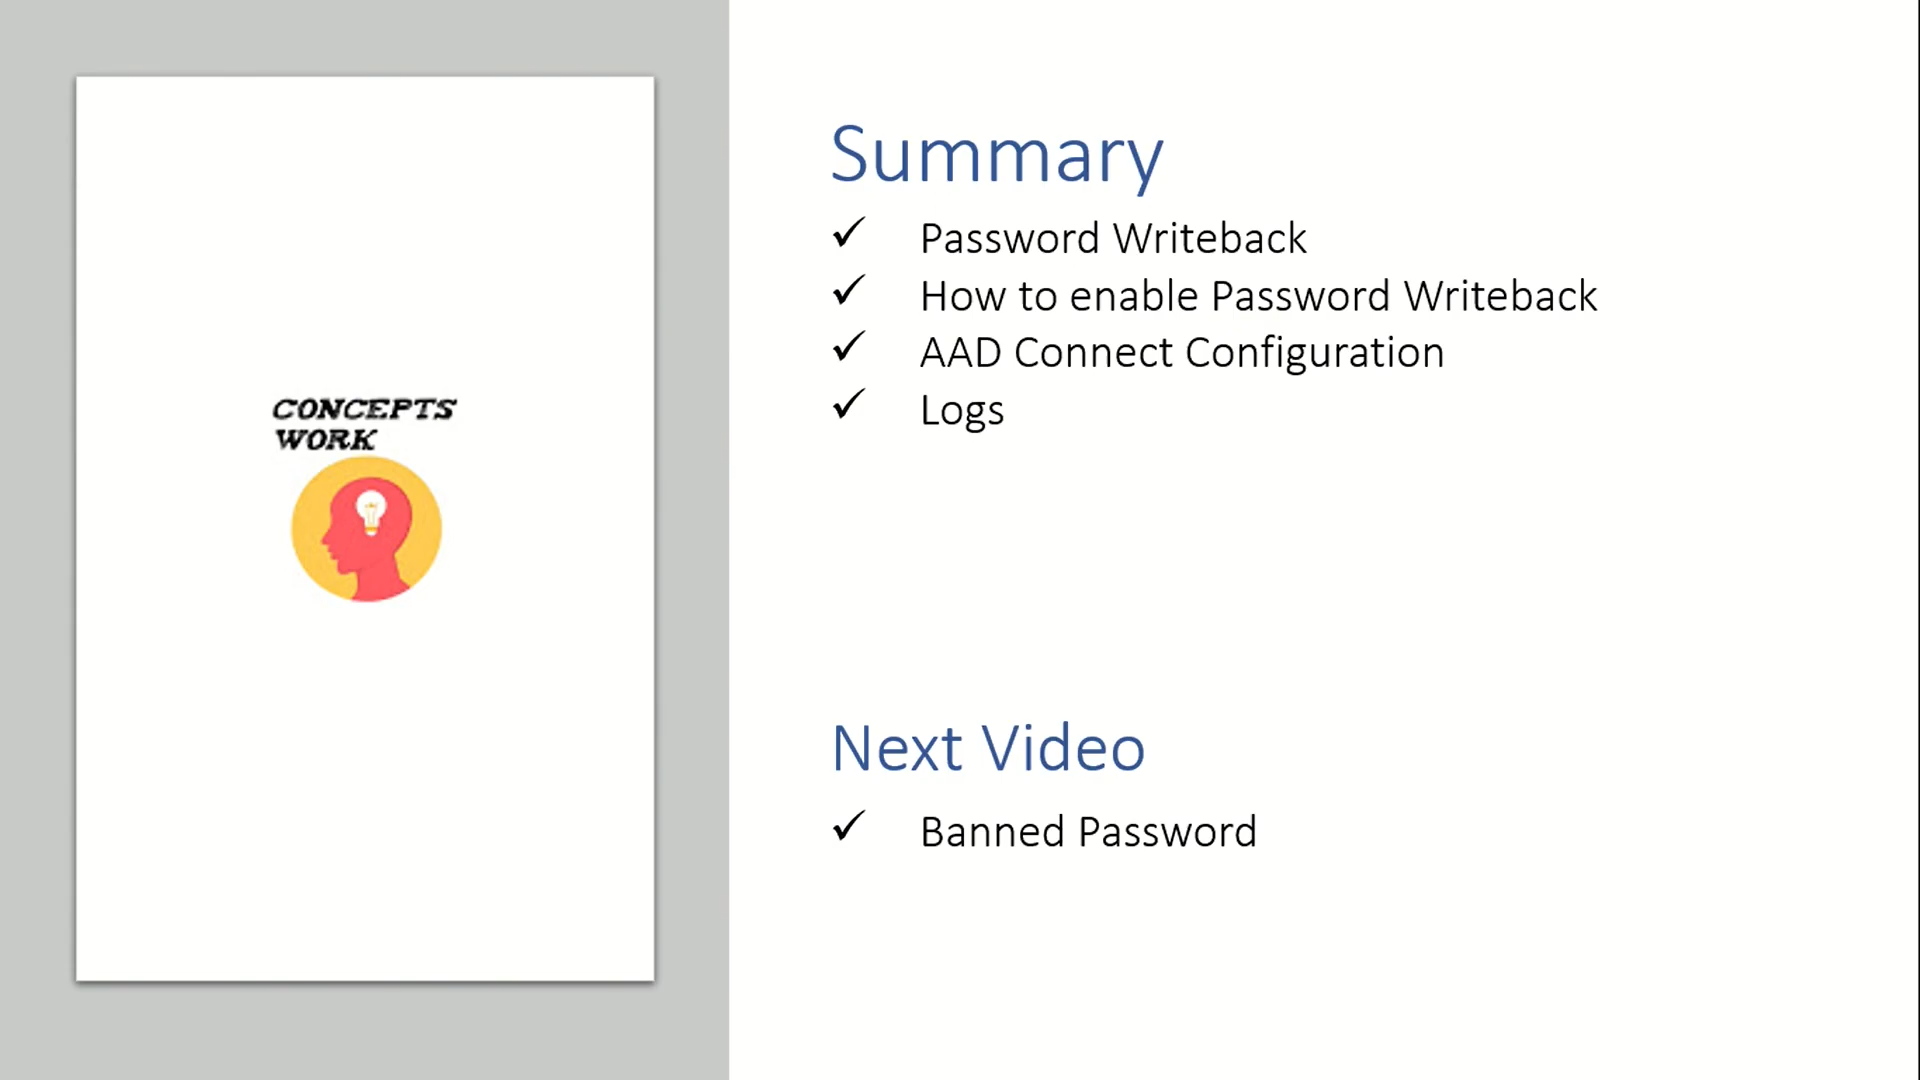 CONCEPTS
WORK
Summary
✓ Password Writeback
✓ How to enable Password Writeback
✓ AAD Connect Configuration
✓ Logs
Next Video
✓ Banned Password